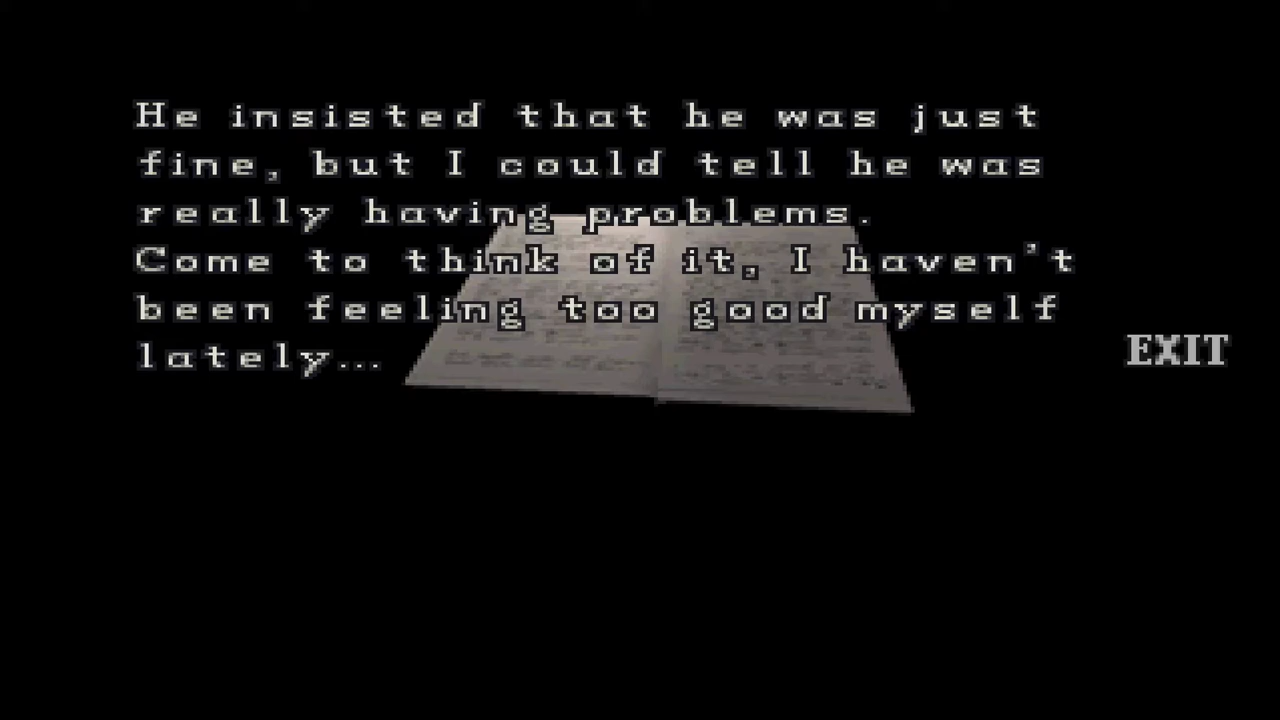 He insisted that he was just
fine, but I could tell he was
really having problems.
Come to think of it, I haven't
been feeling too good myself
lately...
EXIT